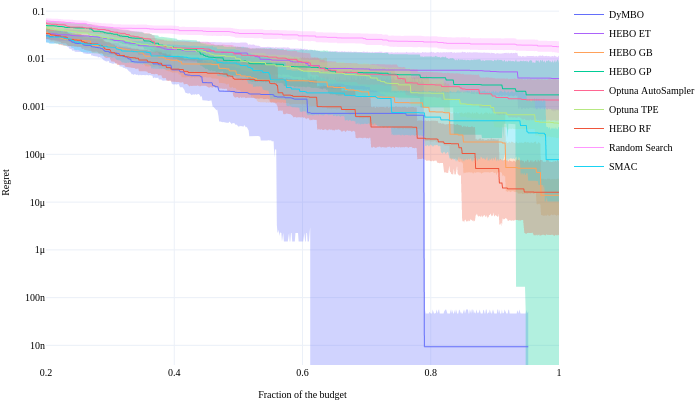 0.1
0.01
0.001
100μ
10μ
1μ
100n
10n
Regret
0.2
0.4
0.6
0.8
1
Fraction of the budget
DyMBO
HEBO ET
HEBO GB
HEBO GP
Optuna AutoSampler
Optuna TPE
HEBO RF
Random Search
SMAC